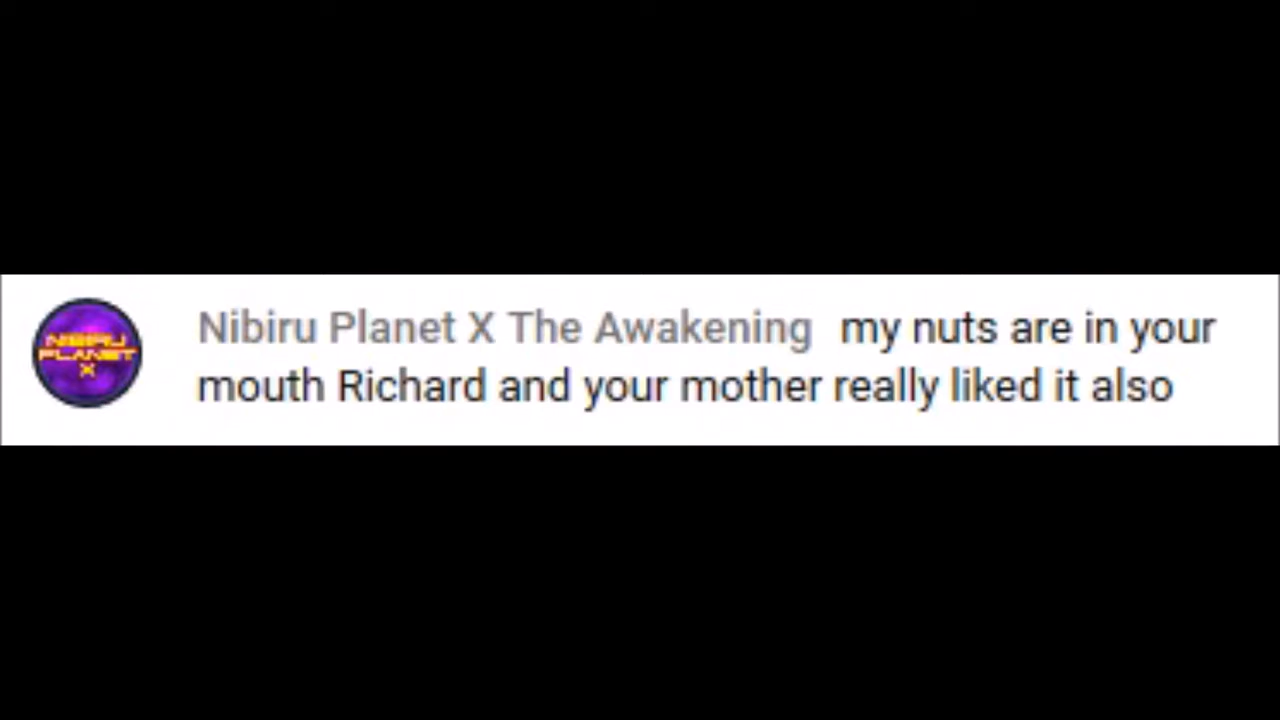 NIBIRU
PLANET
X
Nibiru Planet X The Awakening my nuts are in your
mouth Richard and your mother really liked it also